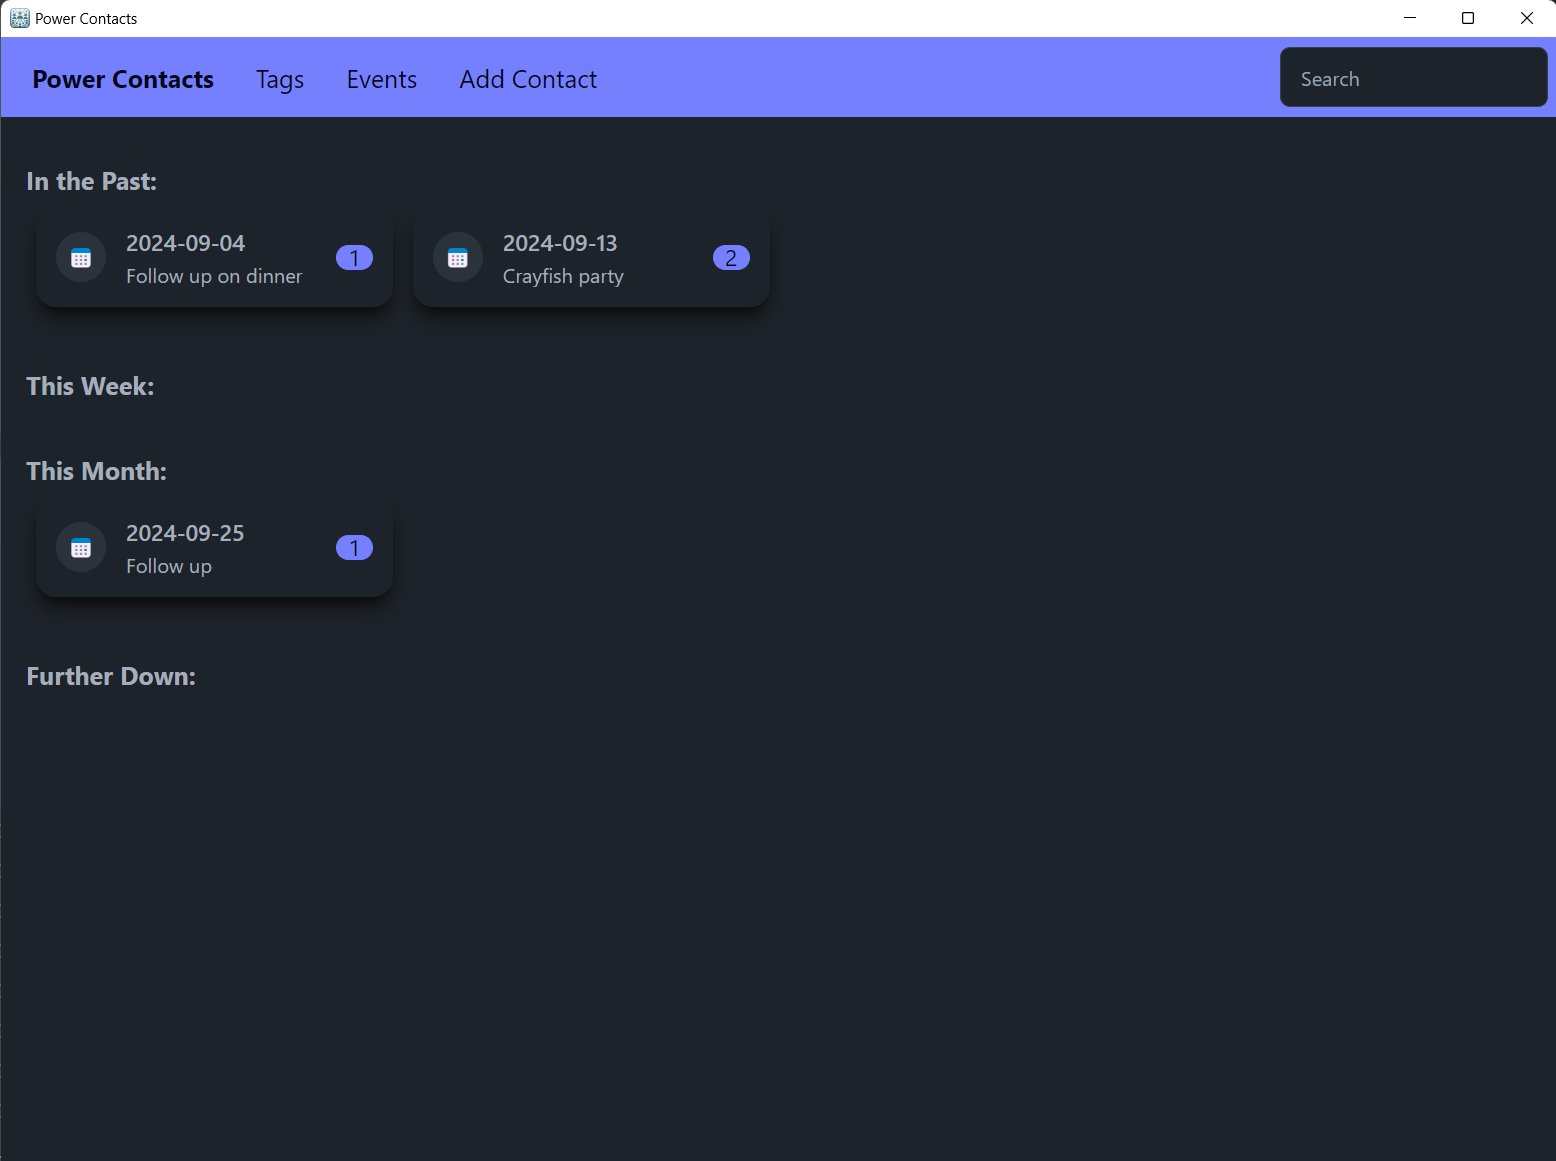 Power Contacts
Power Contacts Tags Events Add Contact Search
In the Past:
2024-09-04
Follow up on dinner
1
2024-09-13
Crayfish party
2
This Week:
This Month:
2024-09-25
Follow up
1
Further Down: